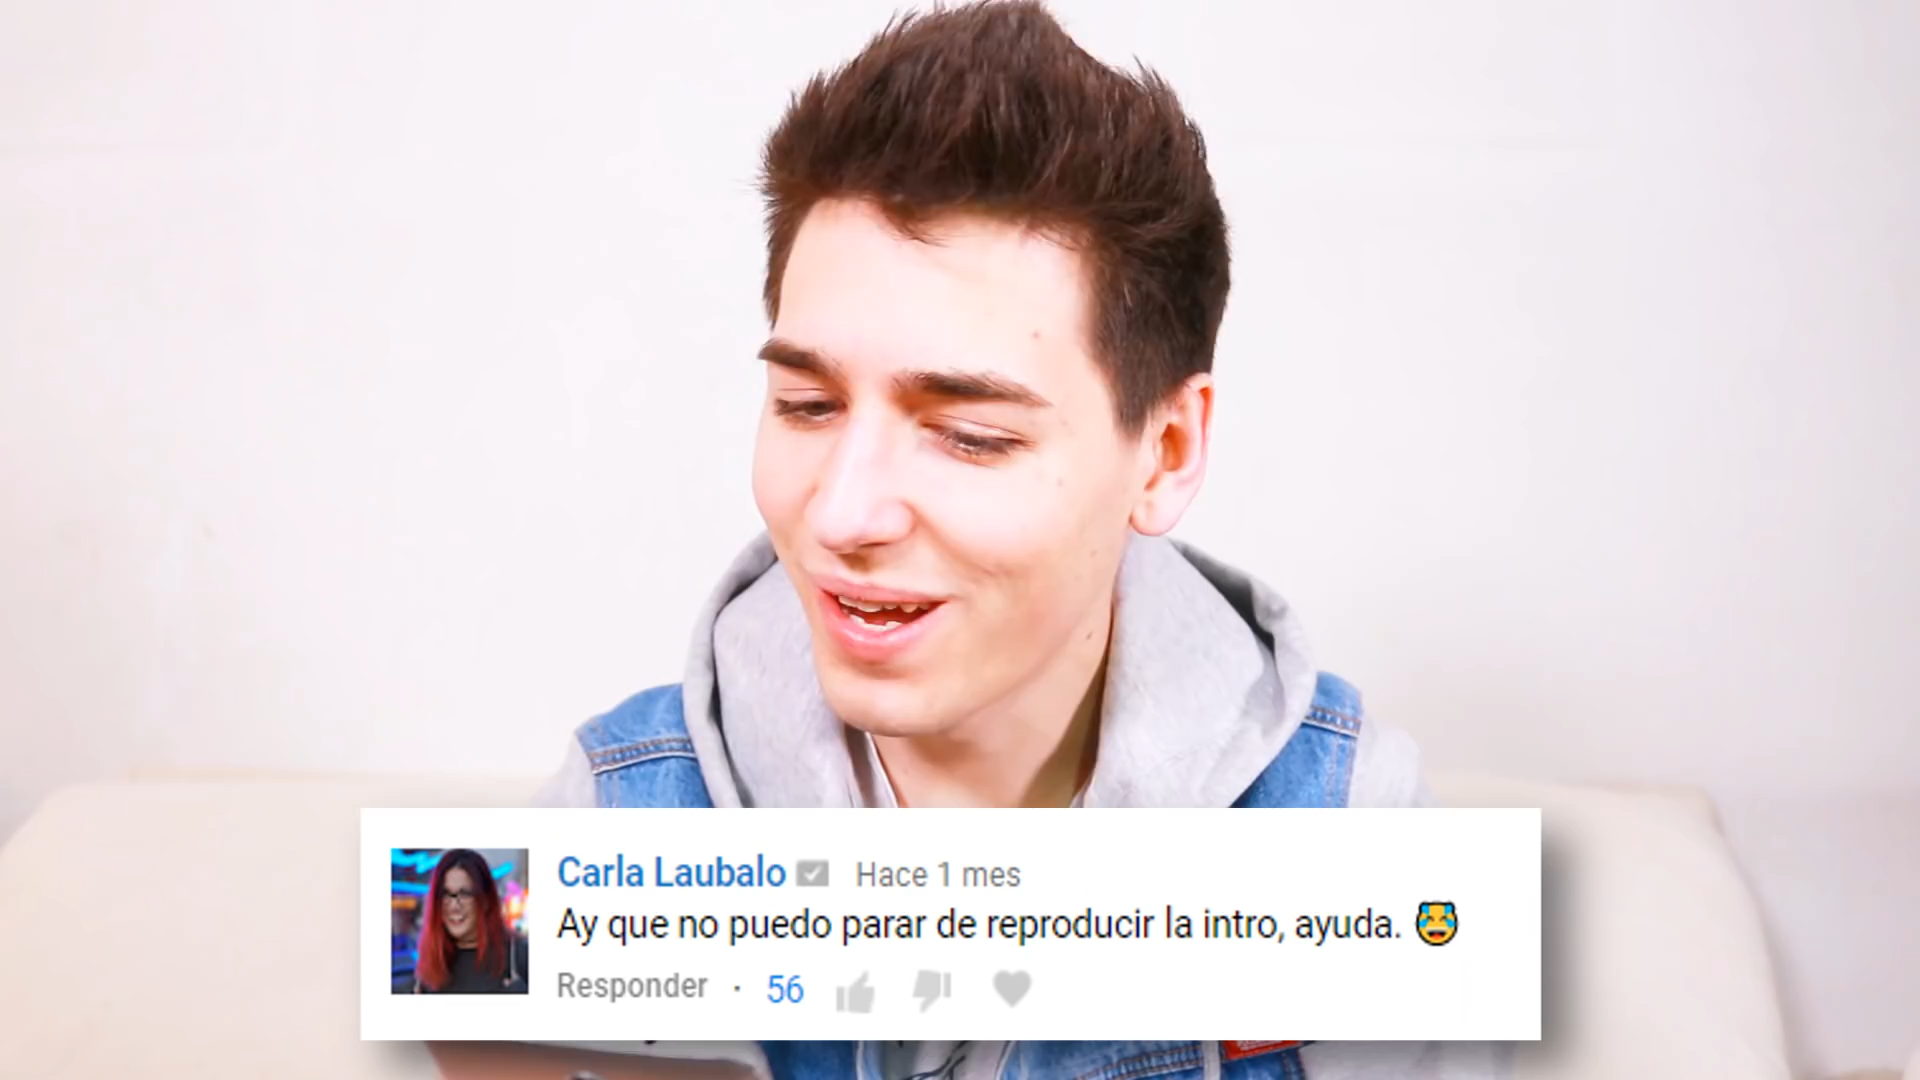 Carla Laubalo Hace 1 mes
Ay que no puedo parar de reproducir la intro, ayuda. 😹
Responder · 56